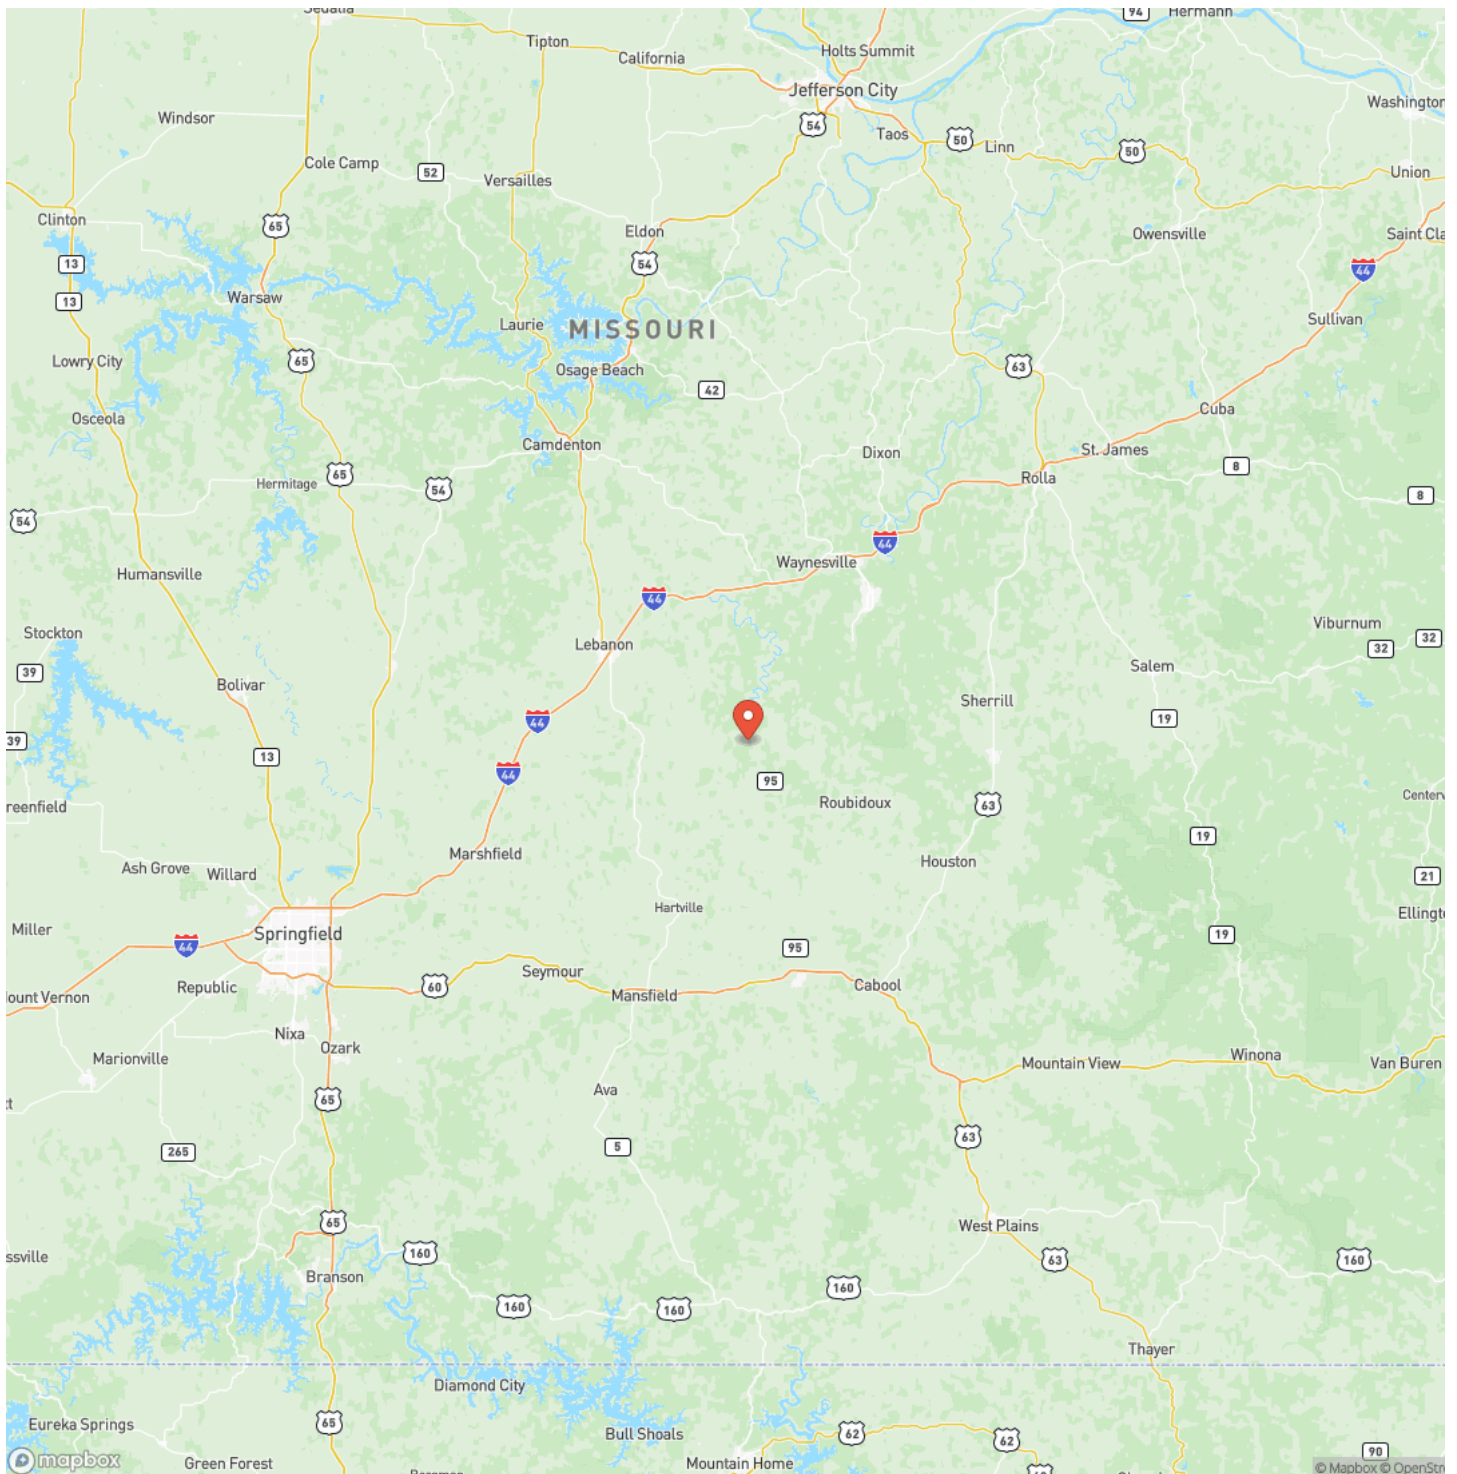 Sedalia
94
Hermann
Tipton
California
Holts Summit
Jefferson City
Washington
Windsor
54
Taos
50
Linn
50
Cole Camp
52
Versailles
Union
Clinton
65
Eldon
Owensville
Saint Cla
13
54
44
13
Warsaw
Laurie
MISSOURI
Sullivan
Lowry City
65
Osage Beach
63
42
Osceola
Cuba
Camdenton
Dixon
St. James
65
Rolla
8
Hermitage
54
8
54
44
Humansville
Waynesville
44
Stockton
Lebanon
Viburnum
32
32
39
Bolivar
Salem
Sherrill
44
19
39
13
44
95
reenfield
Roubidoux
63
Centerv
19
Marshfield
Houston
Ash Grove
Willard
21
Hartville
Ellingto
Miller
Springfield
44
95
19
Seymour
60
Cabool
Republic
Mansfield
ount Vernon
Nixa
Ozark
Marionville
Mountain View
Winona
Van Buren
Ava
65
63
5
265
65
West Plains
160
ssville
63
160
Branson
160
160
160
Thayer
Diamond City
Eureka Springs
65
Bull Shoals
62
62
90
mapbox
Green Forest
Mountain Home
© Mapbox © OpenStre